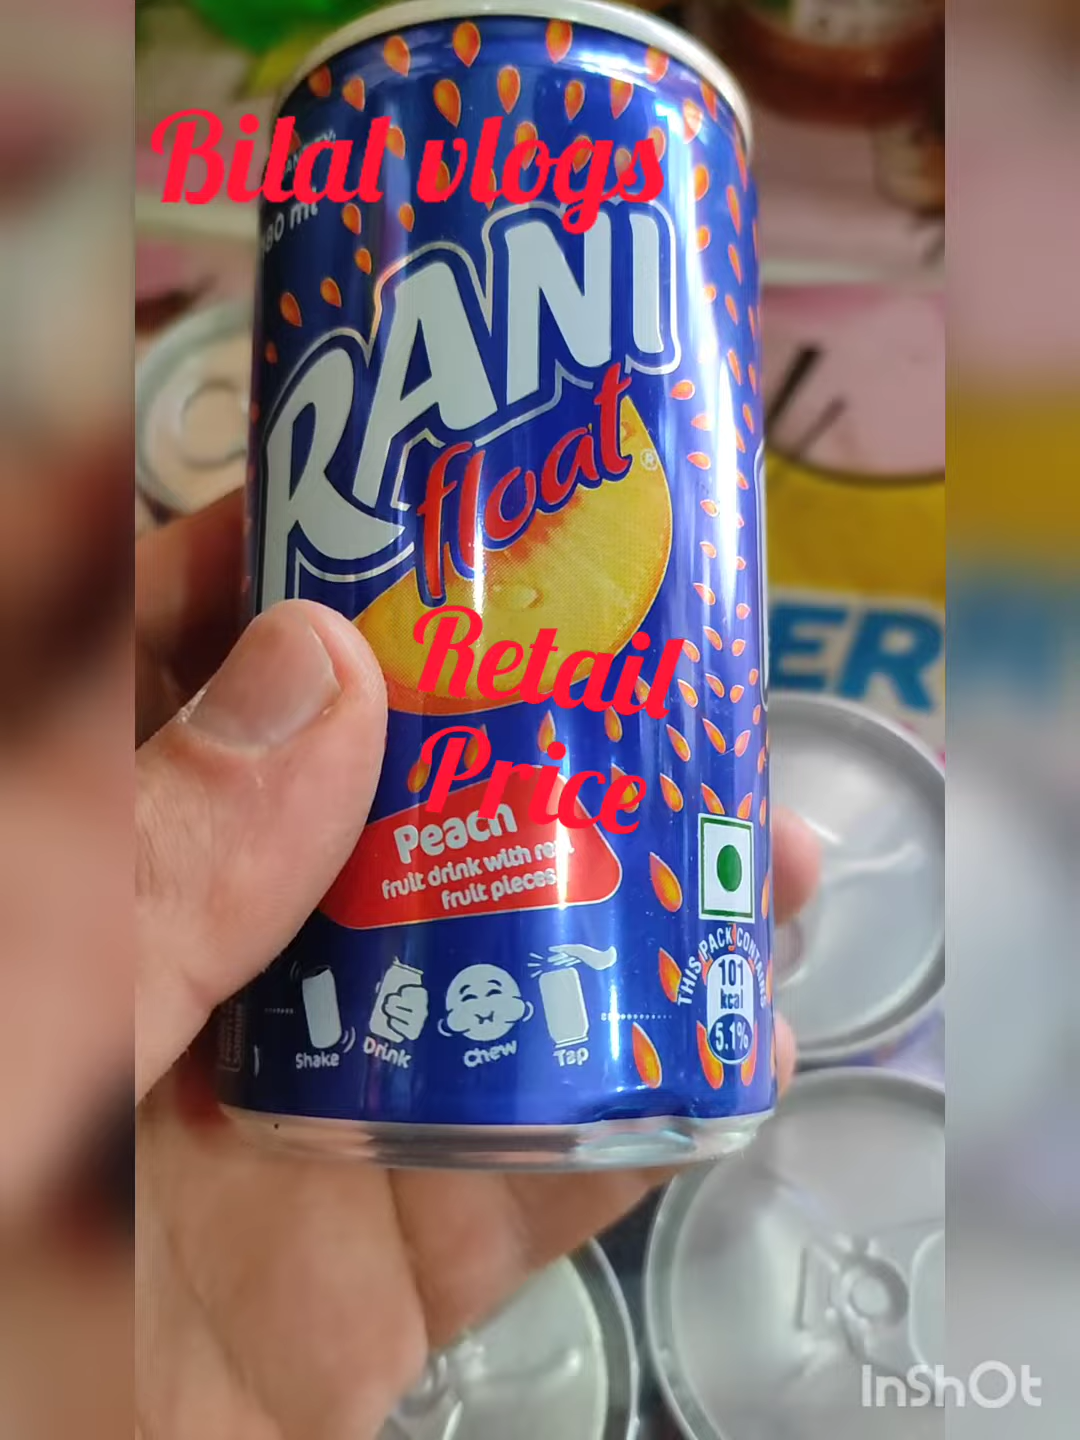 Bilal vlogs
RANI
float
®
Retail
Price
Peach
fruit drink with real
fruit pieces
Shake
Drink
Chew
Tap
THIS PACK CONTAINS
101
kcal
5.1%
ER
InShOt